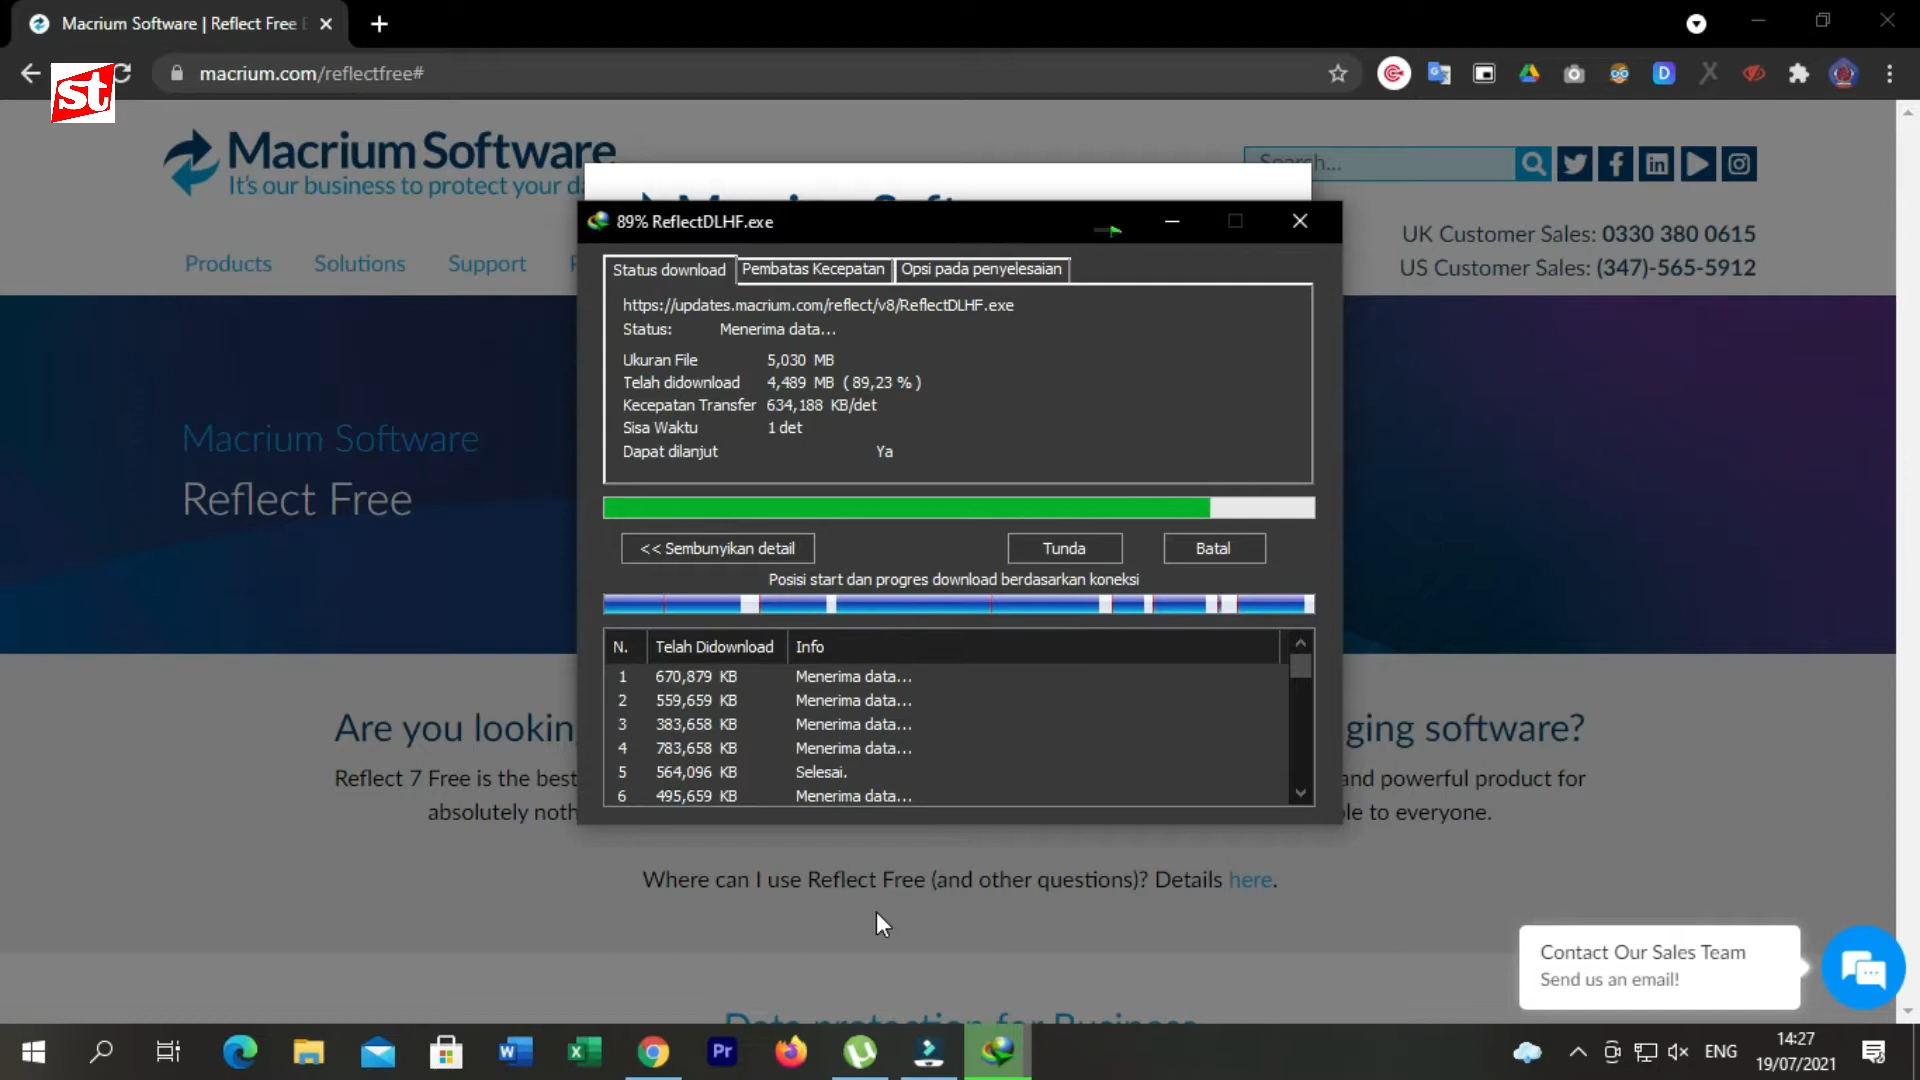 Macrium Software | Reflect Free
macrium.com/reflectfree#
st
Macrium Software
It's our business to protect your d
Search...
UK Customer Sales: 0330 380 0615
US Customer Sales: (347)-565-5912
Products
Solutions
Support
89% ReflectDLHF.exe
Status download
Pembatas Kecepatan
Opsi pada penyelesaian
https://updates.macrium.com/reflect/v8/ReflectDLHF.exe
Status: Menerima data...
Ukuran File 5,030 MB
Telah didownload 4,489 MB ( 89,23 % )
Kecepatan Transfer 634,188 KB/det
Sisa Waktu 1 det
Dapat dilanjut Ya
<< Sembunyikan detail
Tunda
Batal
Posisi start dan progres download berdasarkan koneksi
N. Telah Didownload Info
1 670,879 KB Menerima data...
2 559,659 KB Menerima data...
3 383,658 KB Menerima data...
4 783,658 KB Menerima data...
5 564,096 KB Selesai.
6 495,659 KB Menerima data...
Macrium Software
Reflect Free
Are you lookin
ging software?
Reflect 7 Free is the best
and powerful product for
absolutely noth
le to everyone.
Where can I use Reflect Free (and other questions)? Details here.
Data protection for Business
Contact Our Sales Team
Send us an email!
ENG
14:27
19/07/2021